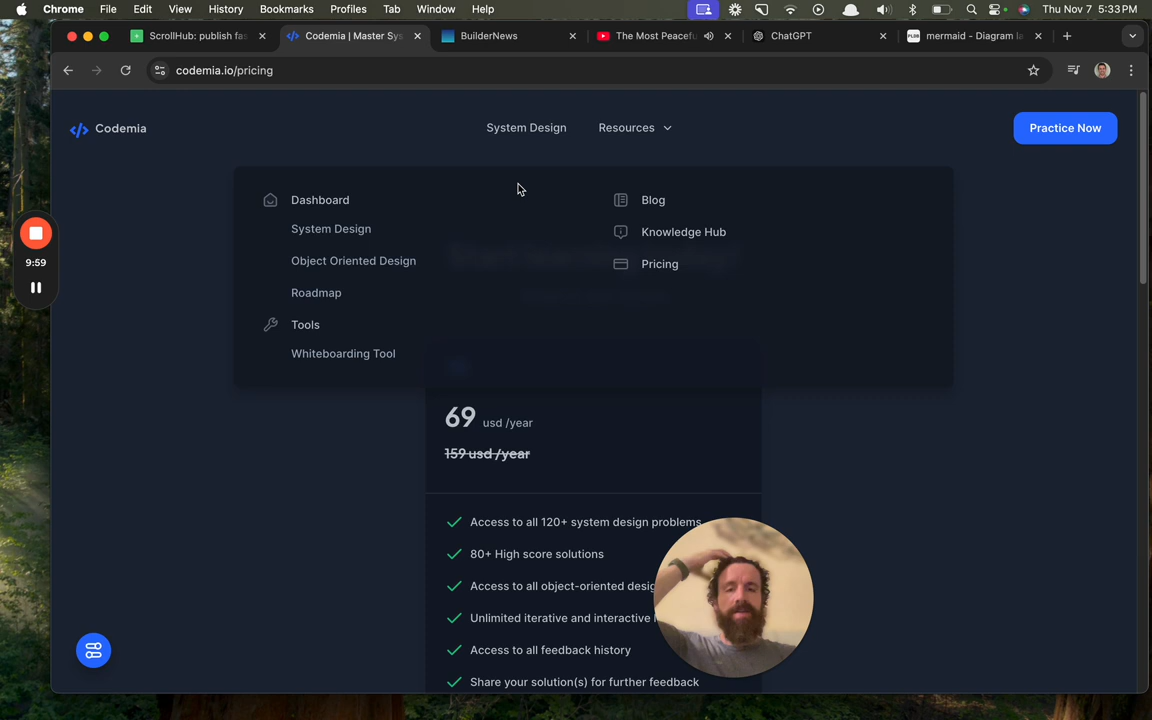 Chrome File Edit View History Bookmarks Profiles Tab Window Help Thu Nov 7 5:33 PM
ScrollHub: publish fas Codemia | Master Sys BuilderNews The Most Peacefu ChatGPT PLDB mermaid - Diagram la
codemia.io/pricing
Codemia System Design Resources Practice Now
Dashboard Blog
System Design Knowledge Hub
Object Oriented Design Pricing
Roadmap
Tools
Whiteboarding Tool
9:59
69 usd /year
159 usd /year
Access to all 120+ system design problems
80+ High score solutions
Access to all object-oriented desig
Unlimited iterative and interactive
Access to all feedback history
Share your solution(s) for further feedback